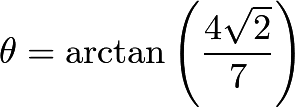 θ = arctan(4√2/7)